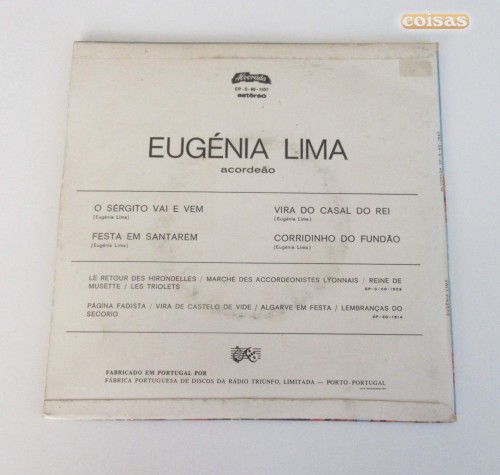 coisas
Alvorada
EP-S-60-1437
estéreo
EUGÉNIA LIMA
acordeão
O SÉRGITO VAI E VEM
(Eugénia Lima)
VIRA DO CASAL DO REI
(Eugénia Lima)
FESTA EM SANTARÉM
(Eugénia Lima)
CORRIDINHO DO FUNDÃO
(Eugénia Lima)
LE RETOUR DES HIRONDELLES / MARCHE DES ACCORDEONISTES LYONNAIS / REINE DE
MUSETTE / LES TRIOLETS
PAGINA FADISTA / VIRA DE CASTELO DE VIDE / ALGARVE EM FESTA / LEMBRANÇAS DO
SECORIO
FABRICADO EM PORTUGAL POR
FÁBRICA PORTUGUESA DE DISCOS DA RÁDIO TRIUNFO, LIMITADA — PORTO-PORTUGAL
EUGÉNIA LIMA